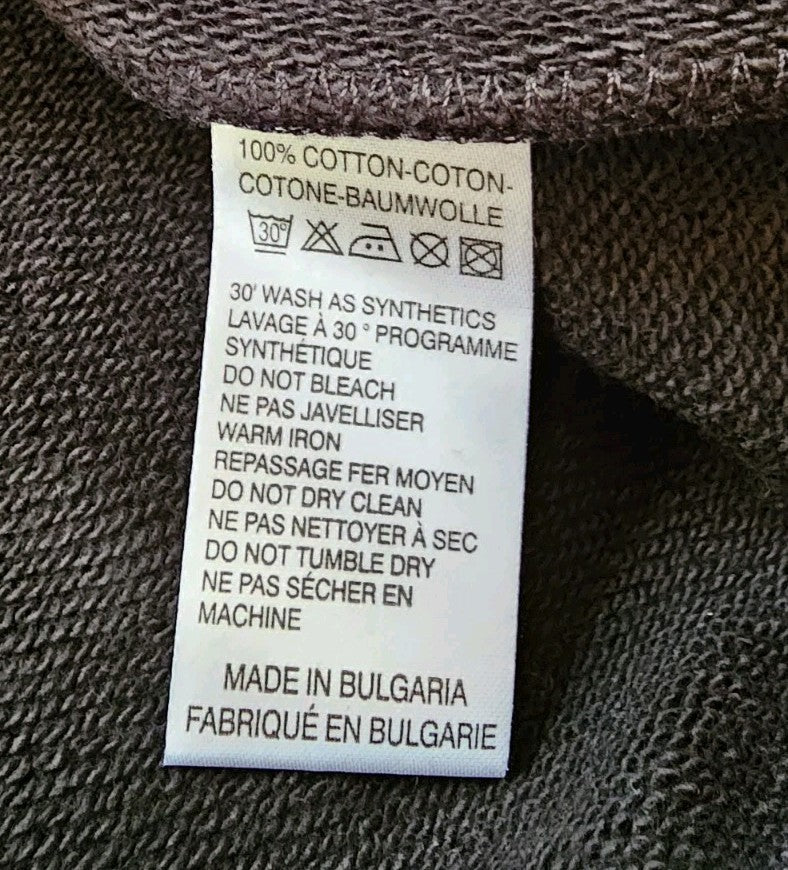 100% COTTON-COTON-
COTONE-BAUMWOLLE
30°
30' WASH AS SYNTHETICS
LAVAGE À 30 ° PROGRAMME
SYNTHÉTIQUE
DO NOT BLEACH
NE PAS JAVELLISER
WARM IRON
REPASSAGE FER MOYEN
DO NOT DRY CLEAN
NE PAS NETTOYER À SEC
DO NOT TUMBLE DRY
NE PAS SÉCHER EN
MACHINE
MADE IN BULGARIA
FABRIQUÉ EN BULGARIE